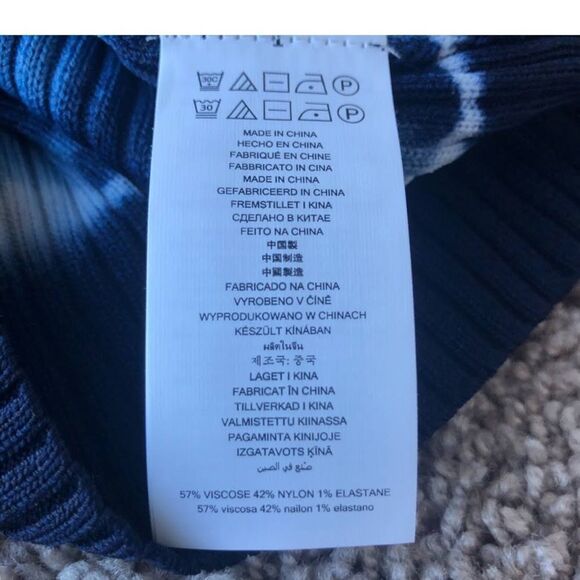 30C P
30 P
MADE IN CHINA
HECHO EN CHINA
FABRIQUÉ EN CHINE
FABBRICATO IN CINA
MADE IN CHINA
GEFABRICEERD IN CHINA
FREMSTILLET I KINA
СДЕЛАНО В КИТАЕ
FEITO NA CHINA
中国製
中国制造
中國製造
FABRICADO NA CHINA
VYROBENO V ČÍNĚ
WYPRODUKOWANO W CHINACH
KÉSZÜLT KÍNÁBAN
ผลิตในจีน
제조국: 중국
LAGET I KINA
FABRICAT ÎN CHINA
TILLVERKAD I KINA
VALMISTETTU KIINASSA
PAGAMINTA KINIJOJE
IZGATAVOTS ĶĪNĀ
صنع في الصين
57% VISCOSE 42% NYLON 1% ELASTANE
57% viscosa 42% nailon 1% elastano